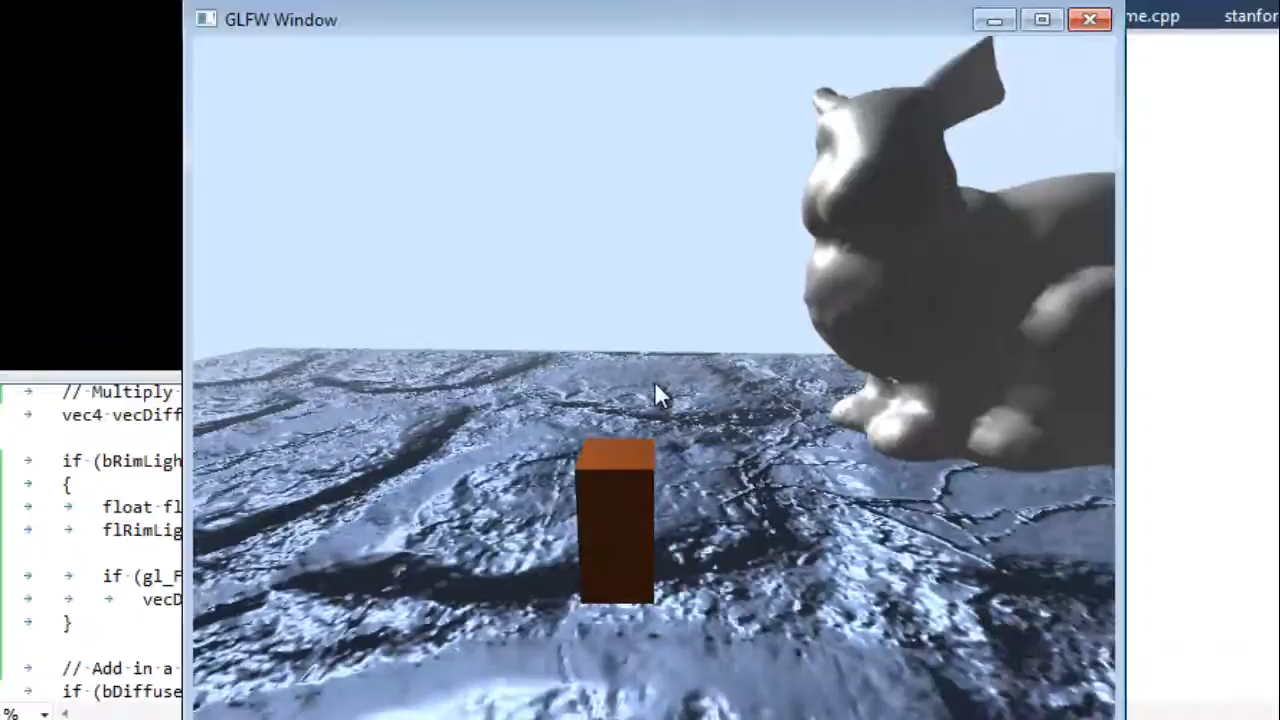 GLFW Window
me.cpp stanfor
// Multiply
vec4 vecDiff
if (bRimLigh
{
float fl
flRimLig
if (gl_F
vecD
}
// Add in a
if (bDiffuse
%